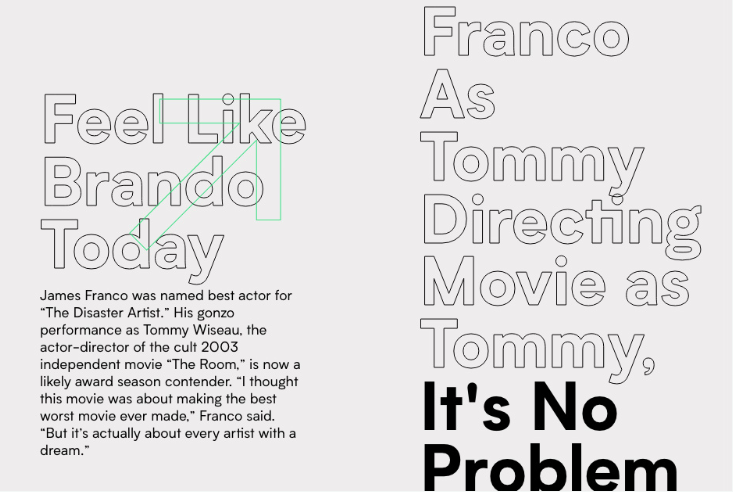 Feel Like
Brando
Today
James Franco was named best actor for
“The Disaster Artist.” His gonzo
performance as Tommy Wiseau, the
actor-director of the cult 2003
independent movie “The Room,” is now a
likely award season contender. “I thought
this movie was about making the best
worst movie ever made,” Franco said.
“But it’s actually about every artist with a
dream.”
Franco
As
Tommy
Directing
Movie as
Tommy,
It's No
Problem